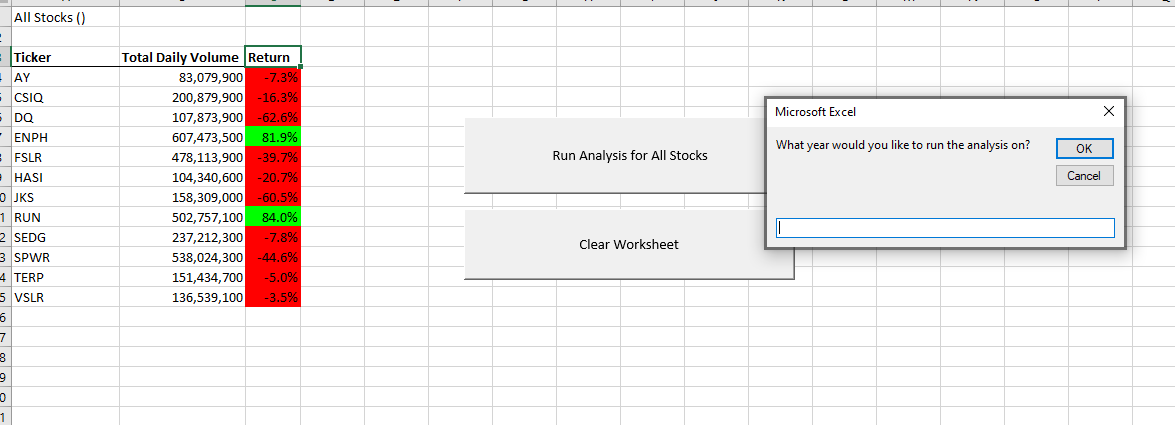 All Stocks ()
Ticker Total Daily Volume Return
AY 83,079,900 -7.3%
CSIQ 200,879,900 -16.3%
DQ 107,873,900 -62.6%
ENPH 607,473,500 81.9%
FSLR 478,113,900 -39.7%
HASI 104,340,600 -20.7%
JKS 158,309,000 -60.5%
RUN 502,757,100 84.0%
SEDG 237,212,300 -7.8%
SPWR 538,024,300 -44.6%
TERP 151,434,700 -5.0%
VSLR 136,539,100 -3.5%
Run Analysis for All Stocks
Clear Worksheet
Microsoft Excel
What year would you like to run the analysis on?
OK
Cancel